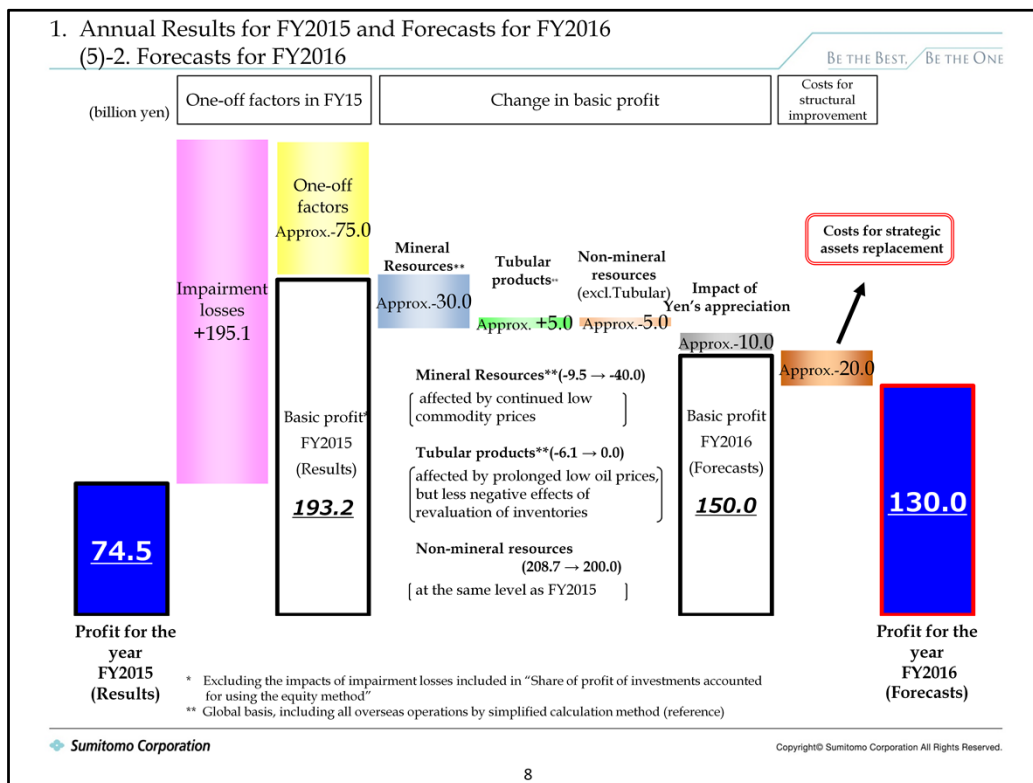 1. Annual Results for FY2015 and Forecasts for FY2016
(5)-2. Forecasts for FY2016
BE THE BEST, BE THE ONE
(billion yen)
One-off factors in FY15
Change in basic profit
Costs for
structural
improvement
One-off
factors
Approx.-75.0
Impairment
losses
+195.1
Mineral
Resources**
Approx.-30.0
Tubular
products**
Approx. +5.0
Non-mineral
resources
(excl.Tubular)
Approx.-5.0
Impact of
Yen's appreciation
Approx.-10.0
Costs for strategic
assets replacement
Approx.-20.0
Basic profit*
FY2015
(Results)
193.2
Mineral Resources**(-9.5 → -40.0)
affected by continued low
commodity prices
Tubular products**(-6.1 → 0.0)
affected by prolonged low oil prices,
but less negative effects of
revaluation of inventories
Non-mineral resources
(208.7 → 200.0)
at the same level as FY2015
Basic profit
FY2016
(Forecasts)
150.0
74.5
130.0
Profit for the
year
FY2015
(Results)
Profit for the
year
FY2016
(Forecasts)
* Excluding the impacts of impairment losses included in "Share of profit of investments accounted
for using the equity method"
** Global basis, including all overseas operations by simplified calculation method (reference)
Sumitomo Corporation
Copyright© Sumitomo Corporation All Rights Reserved.
8